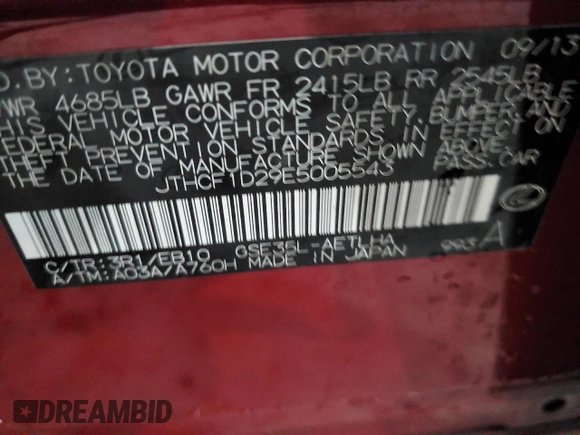 D. BY: TOYOTA MOTOR CORPORATION 09/13
VWR 4685LB GAWR FR 2415LB RR 2545LB
THIS VEHICLE CONFORMS TO ALL APPLICABLE
FEDERAL MOTOR VEHICLE SAFETY, BUMPER, AND
THEFT PREVENTION STANDARDS IN EFFECT ON
THE DATE OF MANUFACTURE SHOWN ABOVE.
JTHCF1D29E5005543 PASS. CAR
C/TR: 3R1/EB10 GSE35L-AETLHA
A/TM: A03A/A760H MADE IN JAPAN 993 A
DREAMBID